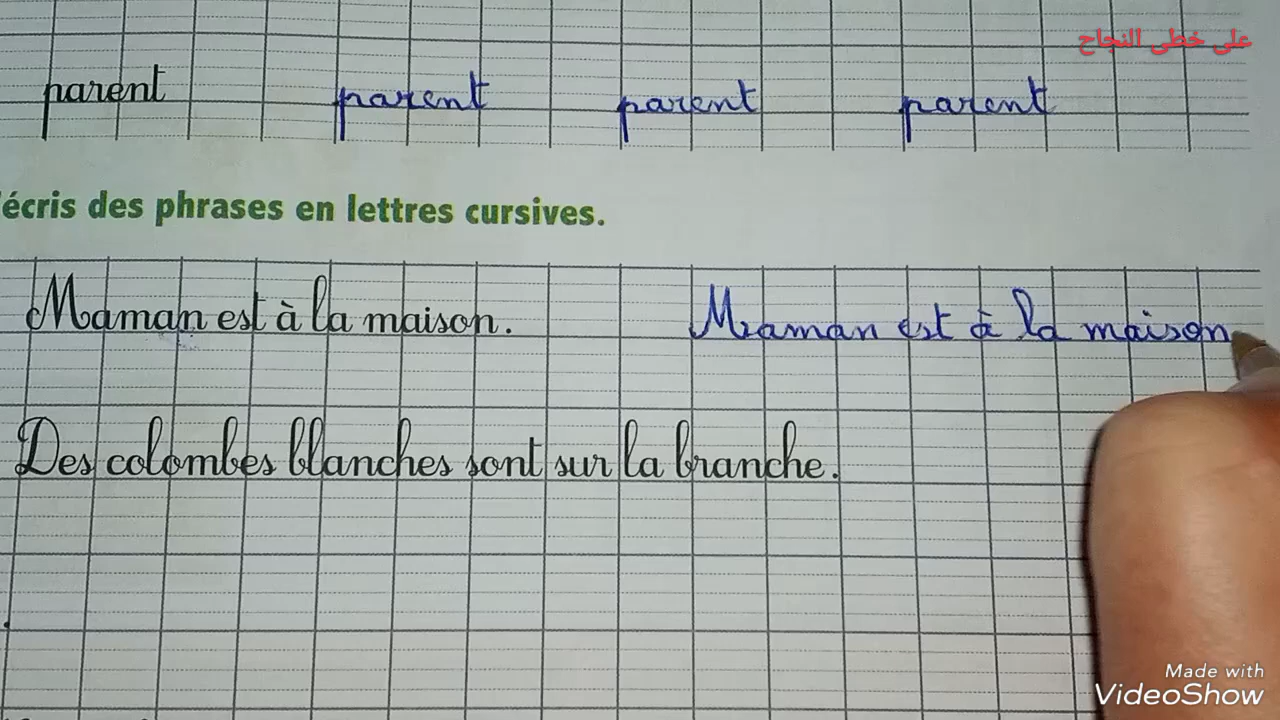 على خطى النجاح
parent parent parent parent
écris des phrases en lettres cursives.
Maman est à la maison. Maman est à la maison
Des colombes blanches sont sur la branche.
Made with
VideoShow